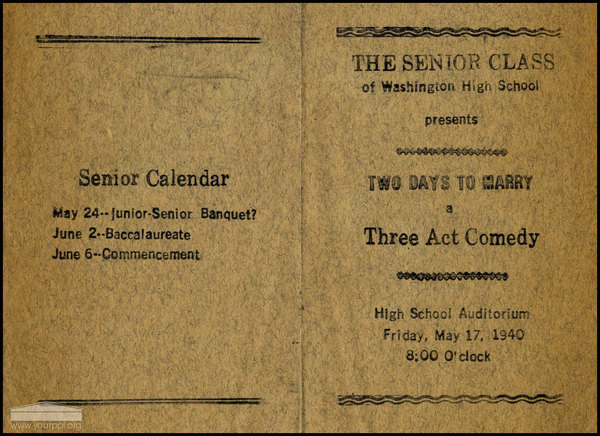 Senior Calendar
May 24--Junior-Senior Banquet?
June 2--Baccalaureate
June 6--Commencement
THE SENIOR CLASS
of Washington High School
presents
TWO DAYS TO MARRY
a
Three Act Comedy
High School Auditorium
Friday, May 17, 1940
8:00 O'clock
www.yourppl.org